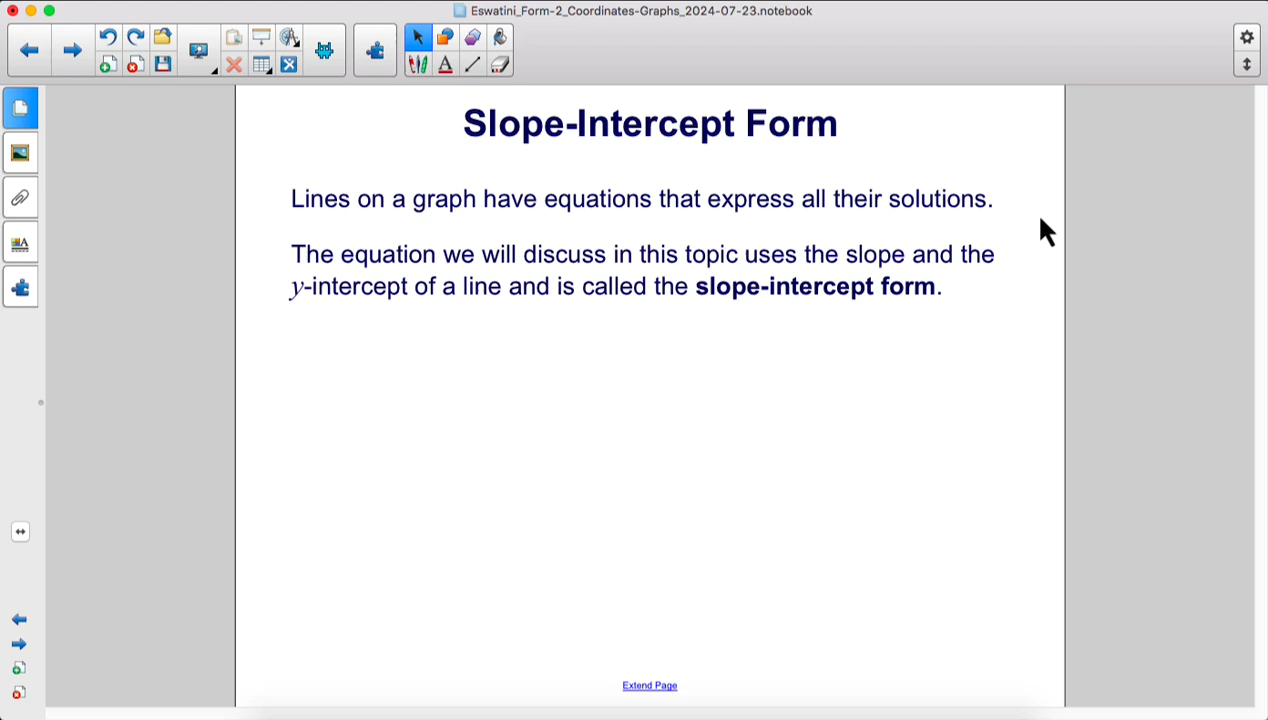 Eswatini_Form-2_Coordinates-Graphs_2024-07-23.notebook
Slope-Intercept Form
Lines on a graph have equations that express all their solutions.
The equation we will discuss in this topic uses the slope and the
y-intercept of a line and is called the slope-intercept form.
Extend Page